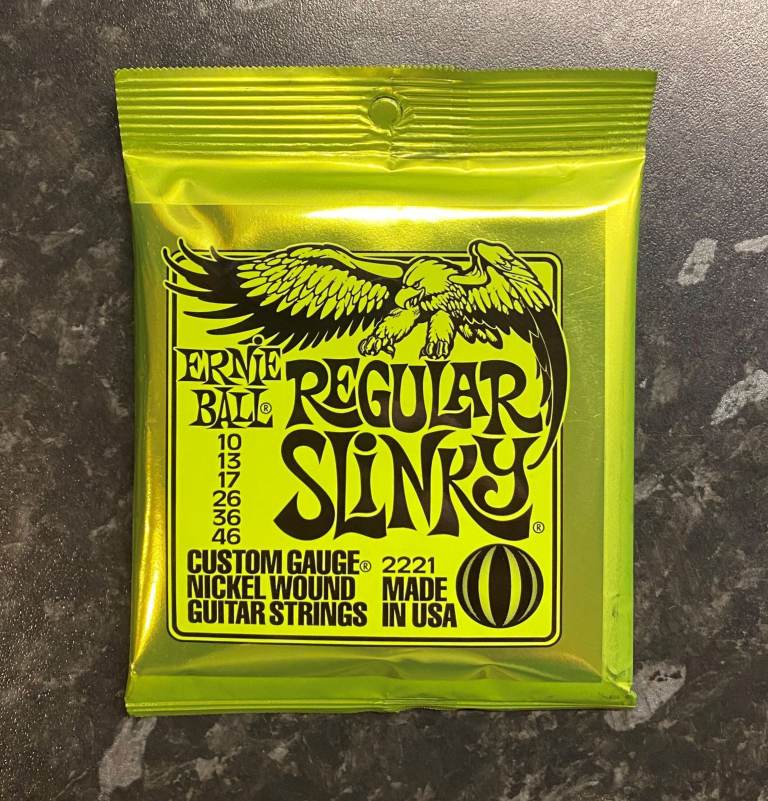 ERNIE
BALL®
REGULAR
SLINKY®
10
13
17
26
36
46
CUSTOM GAUGE®
NICKEL WOUND
GUITAR STRINGS
2221
MADE
IN USA